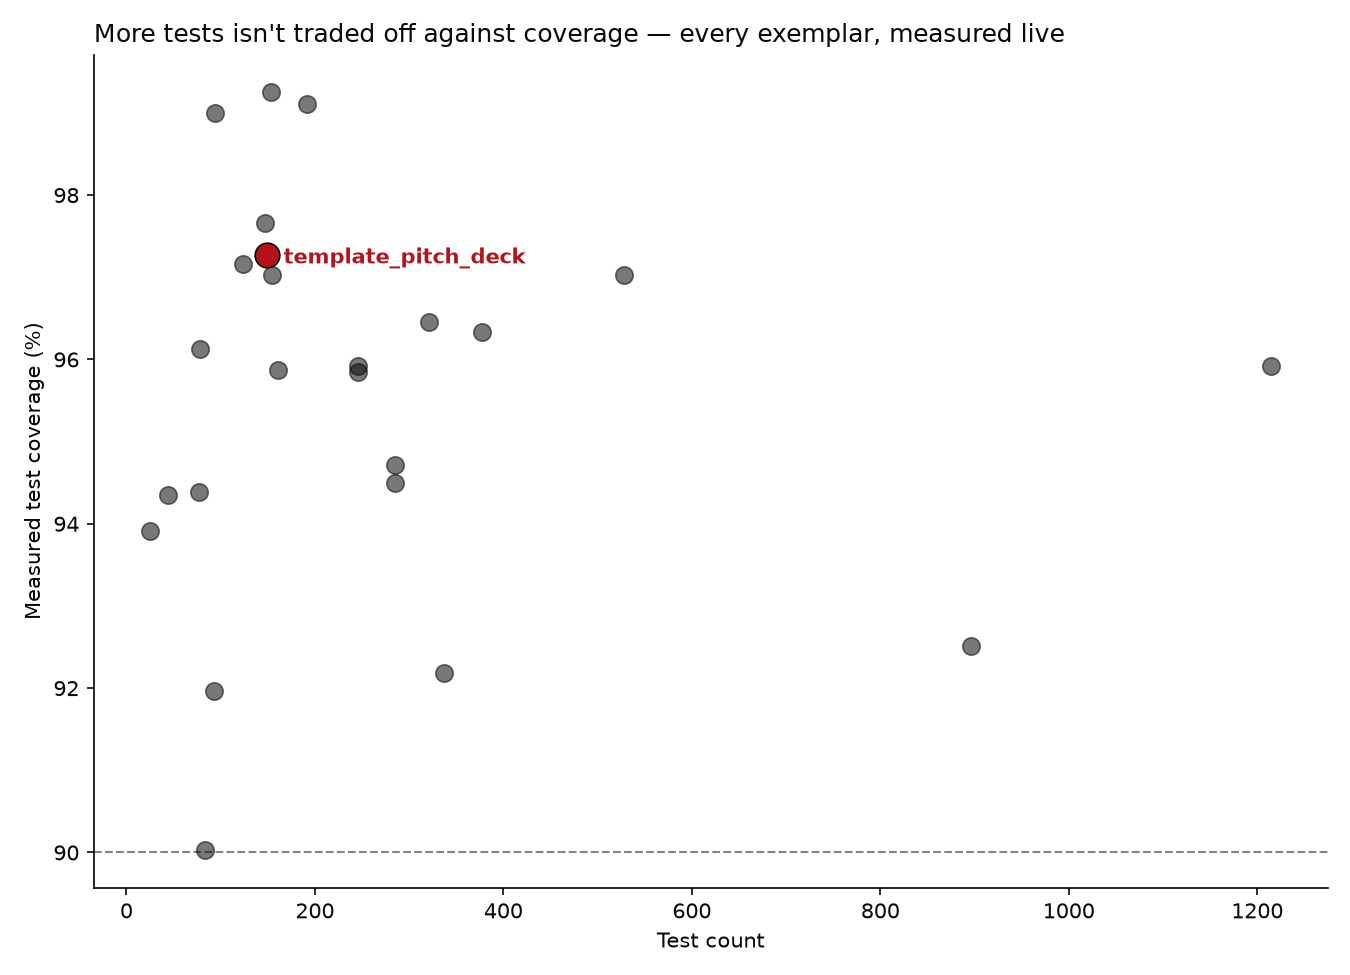 More tests isn't traded off against coverage — every exemplar, measured live
98
template_pitch_deck
96
94
92
90
Measured test coverage (%)
0 200 400 600 800 1000 1200
Test count